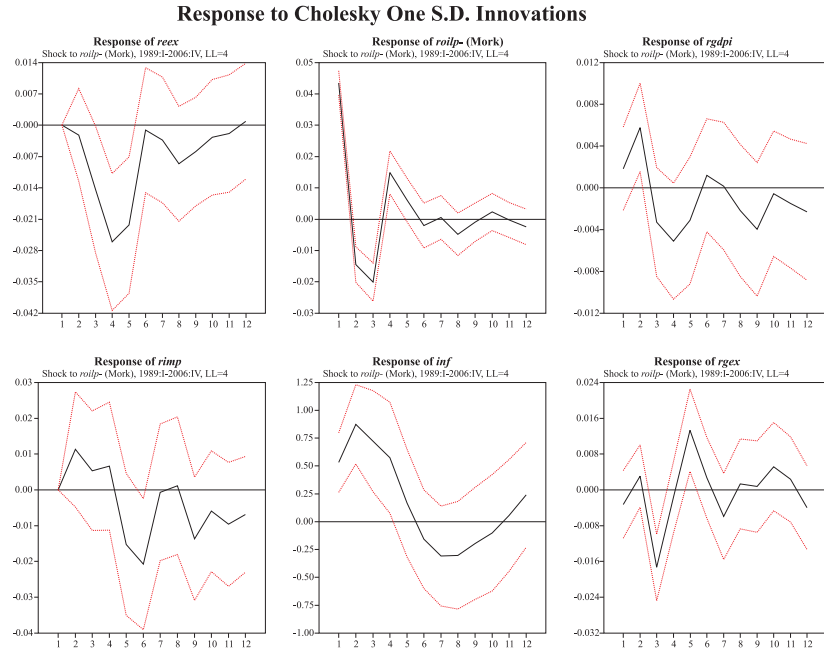 Response to Cholesky One S.D. Innovations
Response of reex
Shock to roilp- (Mork), 1989:I-2006:IV, LL=4
0.014
0.007
-0.000
-0.007
-0.014
-0.021
-0.028
-0.035
-0.042
1 2 3 4 5 6 7 8 9 10 11 12
Response of roilp- (Mork)
Shock to roilp- (Mork), 1989:I-2006:IV, LL=4
0.05
0.04
0.03
0.02
0.01
0.00
-0.01
-0.02
-0.03
1 2 3 4 5 6 7 8 9 10 11 12
Response of rgdpi
Shock to roilp- (Mork), 1989:I-2006:IV, LL=4
0.012
0.008
0.004
0.000
-0.004
-0.008
-0.012
1 2 3 4 5 6 7 8 9 10 11 12
Response of rimp
Shock to roilp- (Mork), 1989:I-2006:IV, LL=4
0.03
0.02
0.01
0.00
-0.01
-0.02
-0.03
-0.04
1 2 3 4 5 6 7 8 9 10 11 12
Response of inf
Shock to roilp- (Mork), 1989:I-2006:IV, LL=4
1.25
1.00
0.75
0.50
0.25
0.00
-0.25
-0.50
-0.75
-1.00
1 2 3 4 5 6 7 8 9 10 11 12
Response of rgex
Shock to roilp- (Mork), 1989:I-2006:IV, LL=4
0.024
0.016
0.008
0.000
-0.008
-0.016
-0.024
-0.032
1 2 3 4 5 6 7 8 9 10 11 12